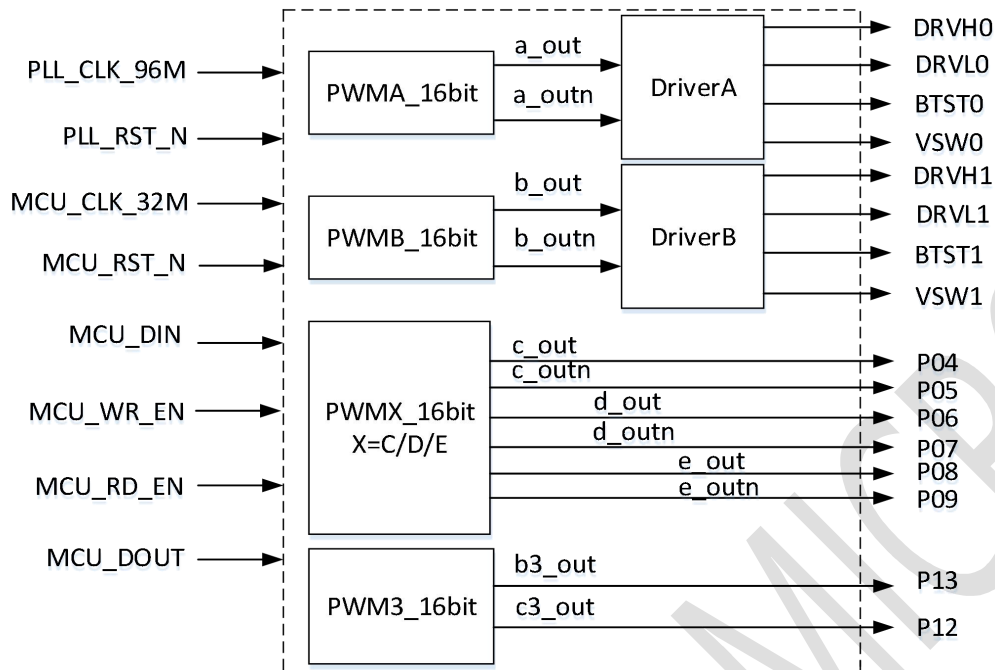 PLL_CLK_96M
PLL_RST_N
MCU_CLK_32M
MCU_RST_N
MCU_DIN
MCU_WR_EN
MCU_RD_EN
MCU_DOUT
PWMA_16bit
a_out
a_outn
DriverA
DRVH0
DRVL0
BTST0
VSW0
PWMB_16bit
b_out
b_outn
DriverB
DRVH1
DRVL1
BTST1
VSW1
PWMX_16bit
X=C/D/E
c_out
c_outn
d_out
d_outn
e_out
e_outn
P04
P05
P06
P07
P08
P09
PWM3_16bit
b3_out
c3_out
P13
P12